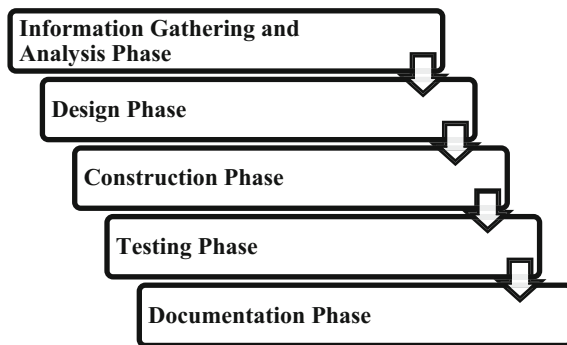 Information Gathering and
Analysis Phase
Design Phase
Construction Phase
Testing Phase
Documentation Phase